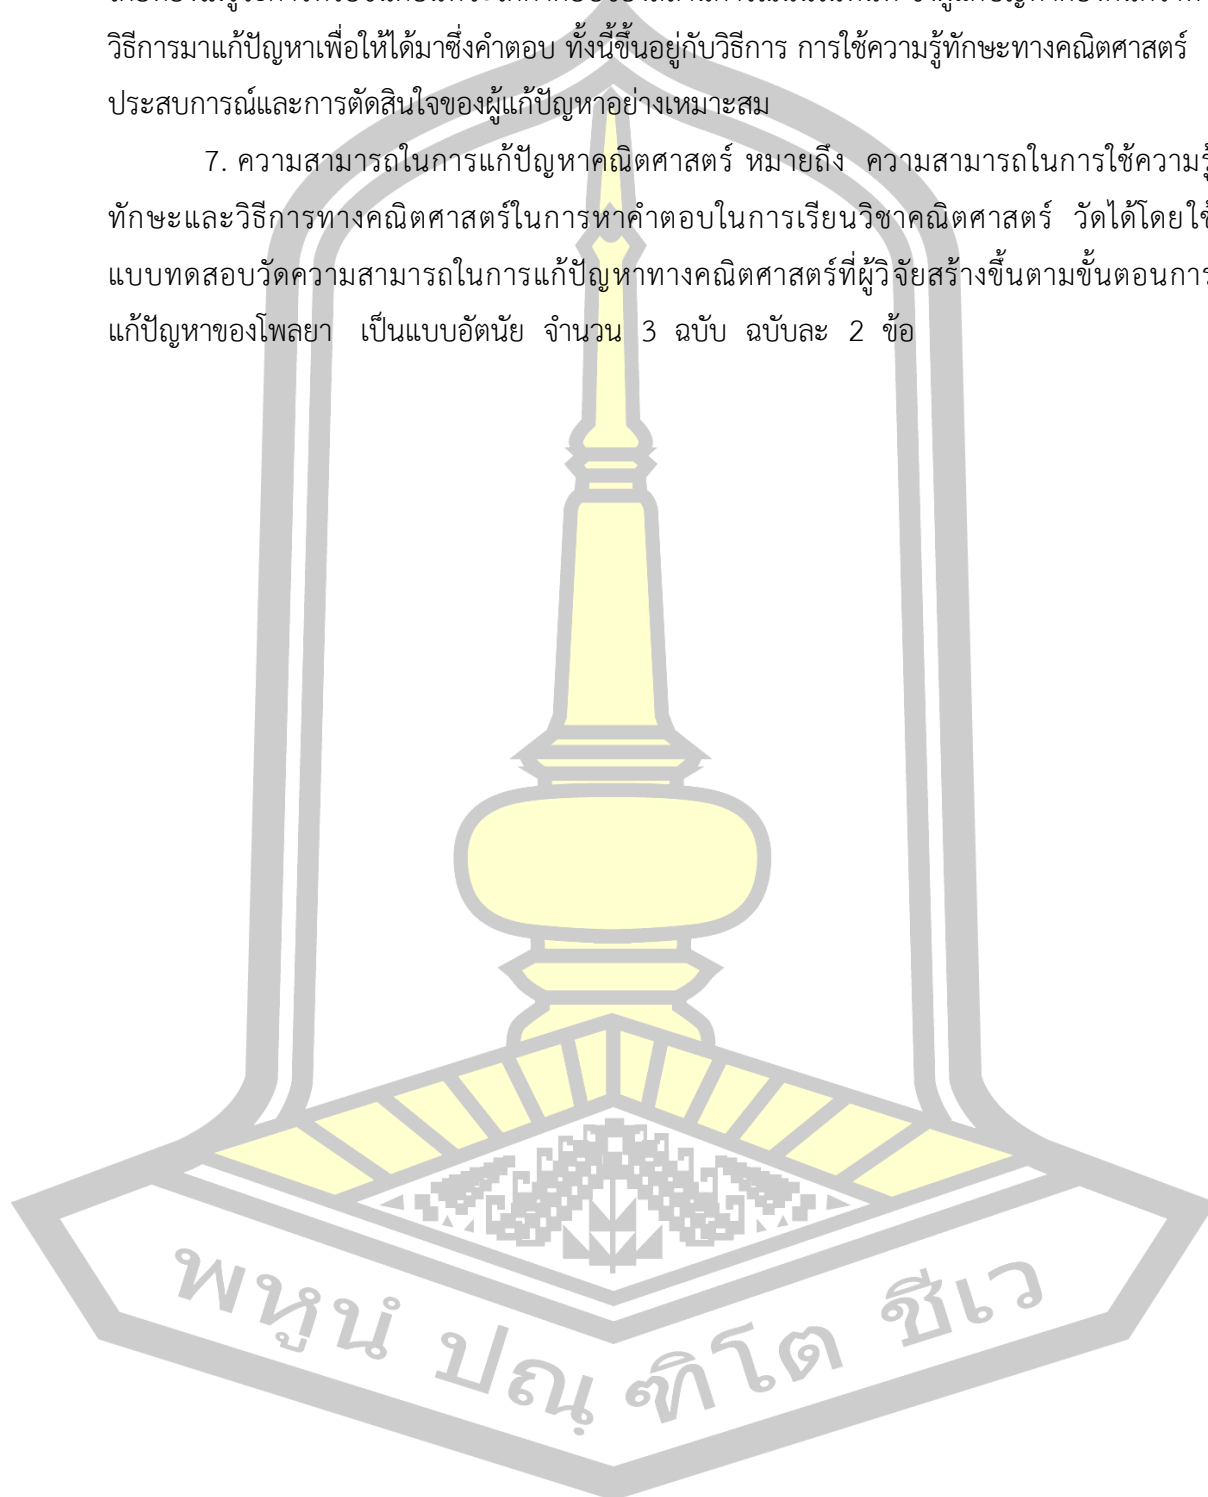 วิธีการมาแก้ปัญหาเพื่อให้ได้มาซึ่งคำตอบ ทั้งนี้ขึ้นอยู่กับวิธีการ การใช้ความรู้ทักษะทางคณิตศาสตร์
ประสบการณ์และการตัดสินใจของผู้แก้ปัญหาอย่างเหมาะสม
7. ความสามารถในการแก้ปัญหาคณิตศาสตร์ หมายถึง ความสามารถในการใช้ความรู้
ทักษะและวิธีการทางคณิตศาสตร์ในการหาคำตอบในการเรียนวิชาคณิตศาสตร์ วัดได้โดยใช้
แบบทดสอบวัดความสามารถในการแก้ปัญหาทางคณิตศาสตร์ที่ผู้วิจัยสร้างขึ้นตามขั้นตอนการ
แก้ปัญหาของโพลยา เป็นแบบอัตนัย จำนวน 3 ฉบับ ฉบับละ 2 ข้อ
พหูนํ ปณฺฑิโต ชีเว